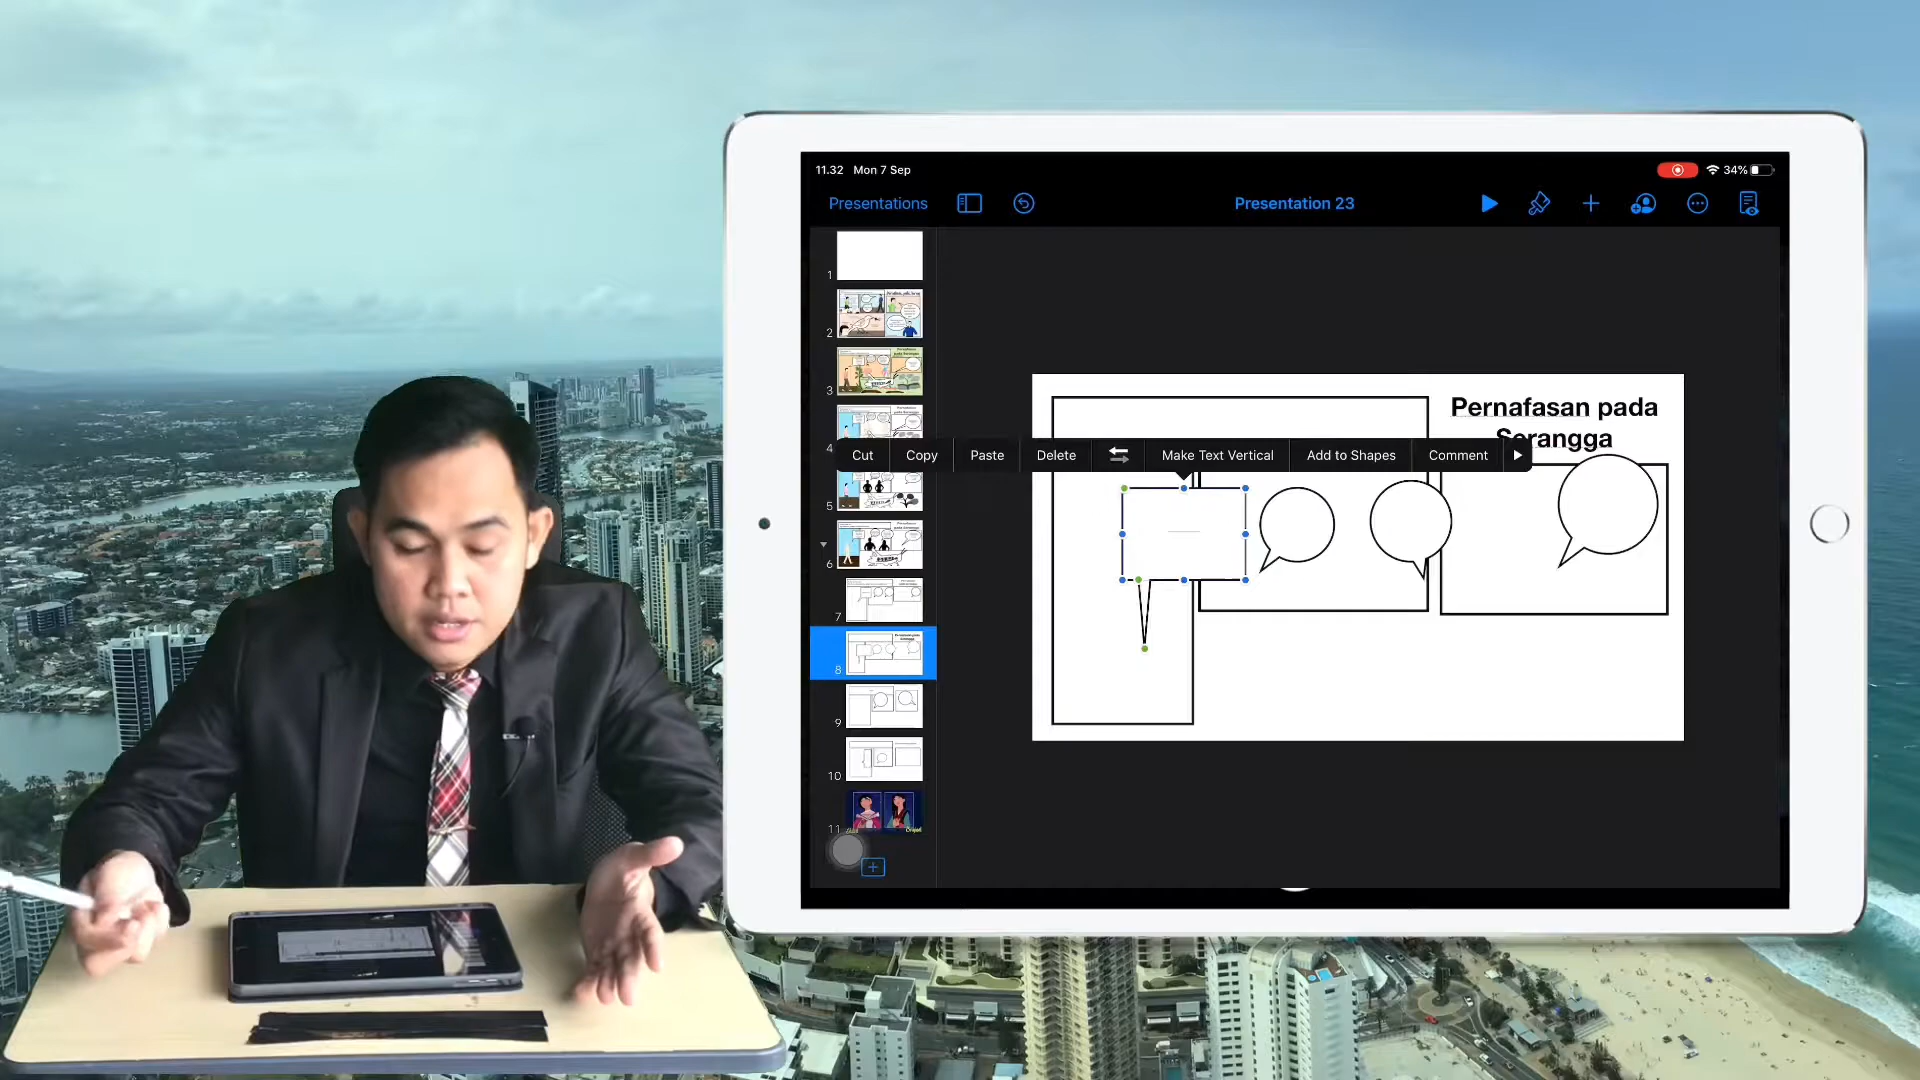 11.32 Mon 7 Sep
34%
Presentations
Presentation 23
1
2
3
4
5
6
7
8
9
10
11
Cut
Copy
Paste
Delete
Make Text Vertical
Add to Shapes
Comment
Pernafasan pada
Serangga